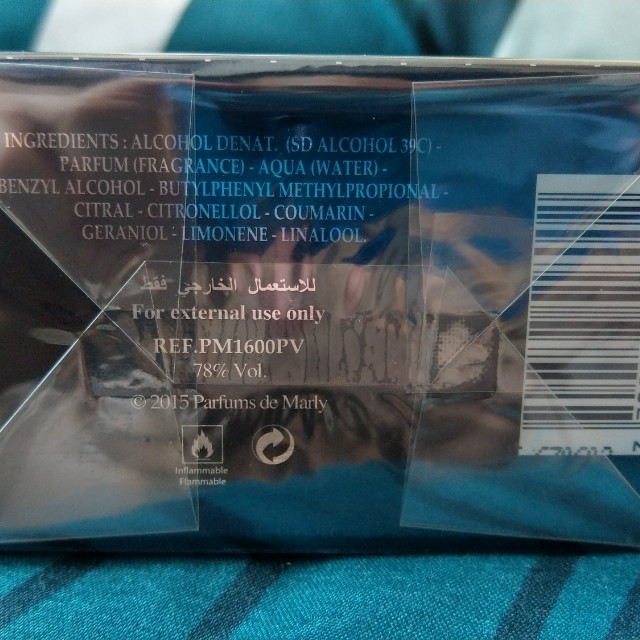 INGREDIENTS : ALCOHOL DENAT. (SD ALCOHOL 39C) -
PARFUM (FRAGRANCE) - AQUA (WATER) -
BENZYL ALCOHOL - BUTYLPHENYL METHYLPROPIONAL -
CITRAL - CITRONELLOL - COUMARIN -
GERANIOL - LIMONENE - LINALOOL.
للاستعمال الخارجي فقط
For external use only
REF.PM1600PV
78% Vol.
© 2015 Parfums de Marly
Inflammable
Flammable